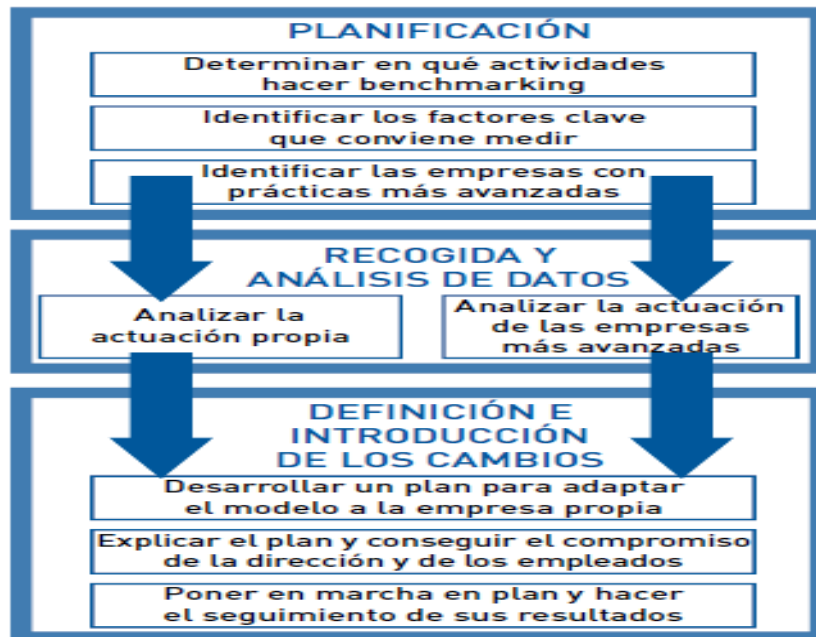 PLANIFICACIÓN
Determinar en qué actividades
hacer benchmarking
Identificar los factores clave
que conviene medir
Identificar las empresas con
prácticas más avanzadas
RECOGIDA Y
ANÁLISIS DE DATOS
Analizar la
actuación propia
Analizar la actuación
de las empresas
más avanzadas
DEFINICIÓN E
INTRODUCCIÓN
DE LOS CAMBIOS
Desarrollar un plan para adaptar
el modelo a la empresa propia
Explicar el plan y conseguir el compromiso
de la dirección y de los empleados
Poner en marcha en plan y hacer
el seguimiento de sus resultados